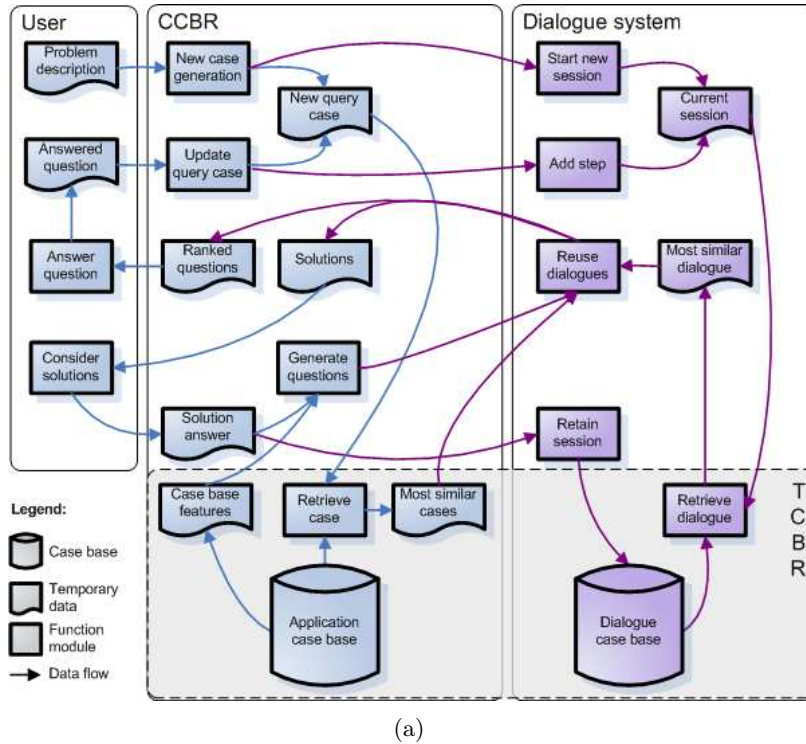 User
CCBR
Dialogue system
Problem
description
New case
generation
New query
case
Start new
session
Current
session
Answered
question
Update
query case
Add step
Answer
question
Ranked
questions
Solutions
Reuse
dialogues
Most similar
dialogue
Consider
solutions
Generate
questions
Solution
answer
Retain
session
Case base
features
Retrieve
case
Most similar
cases
Retrieve
dialogue
T
C
B
R
Legend:
Case base
Temporary
data
Function
module
Data flow
Application
case base
Dialogue
case base
(a)